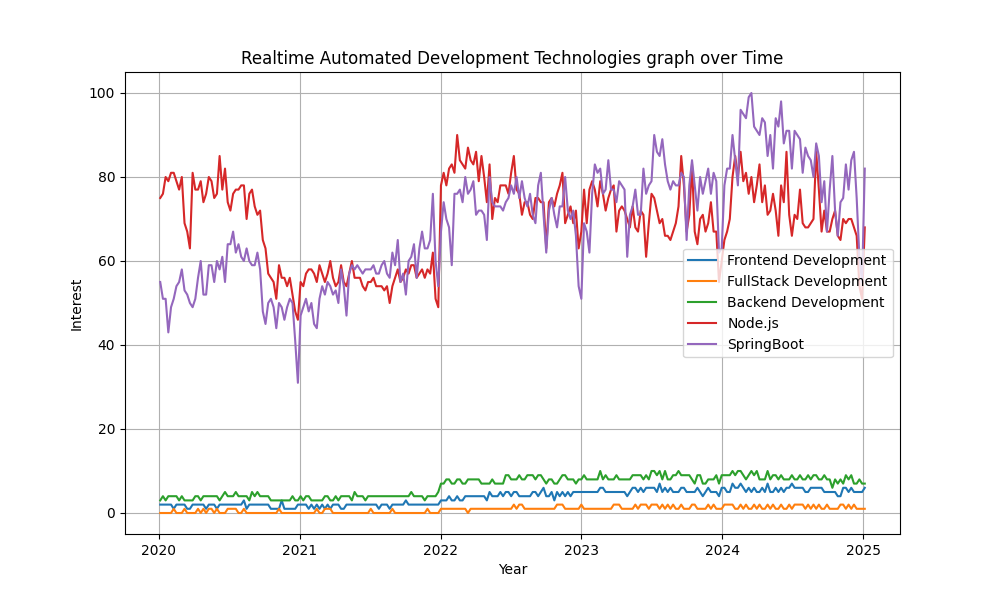 Realtime Automated Development Technologies graph over Time
100
80
60
40
20
0
Interest
Frontend Development
FullStack Development
Backend Development
Node.js
SpringBoot
2020 2021 2022 2023 2024 2025
Year